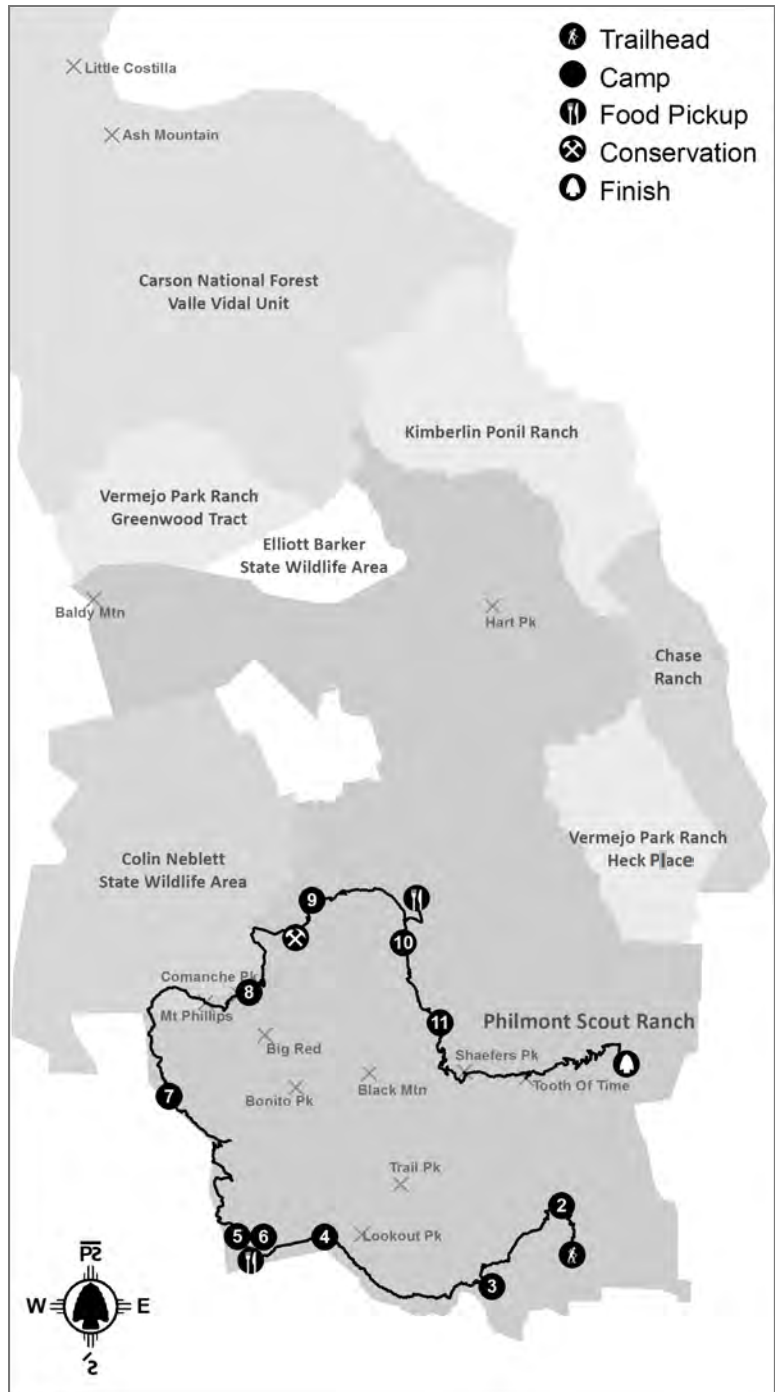 Trailhead
Camp
Food Pickup
Conservation
Finish
Little Costilla
Ash Mountain
Carson National Forest
Valle Vidal Unit
Kimberlin Ponil Ranch
Vermejo Park Ranch
Greenwood Tract
Elliott Barker
State Wildlife Area
Baldy Mtn
Hart Pk
Chase
Ranch
Vermejo Park Ranch
Heck Place
Colin Neblett
State Wildlife Area
9
10
Comanche Pk
8
Mt Phillips
11
Philmont Scout Ranch
Big Red
Shaefers Pk
Black Mtn
Tooth Of Time
Bonito Pk
7
Trail Pk
2
5
6
4
Lookout Pk
3
W
E